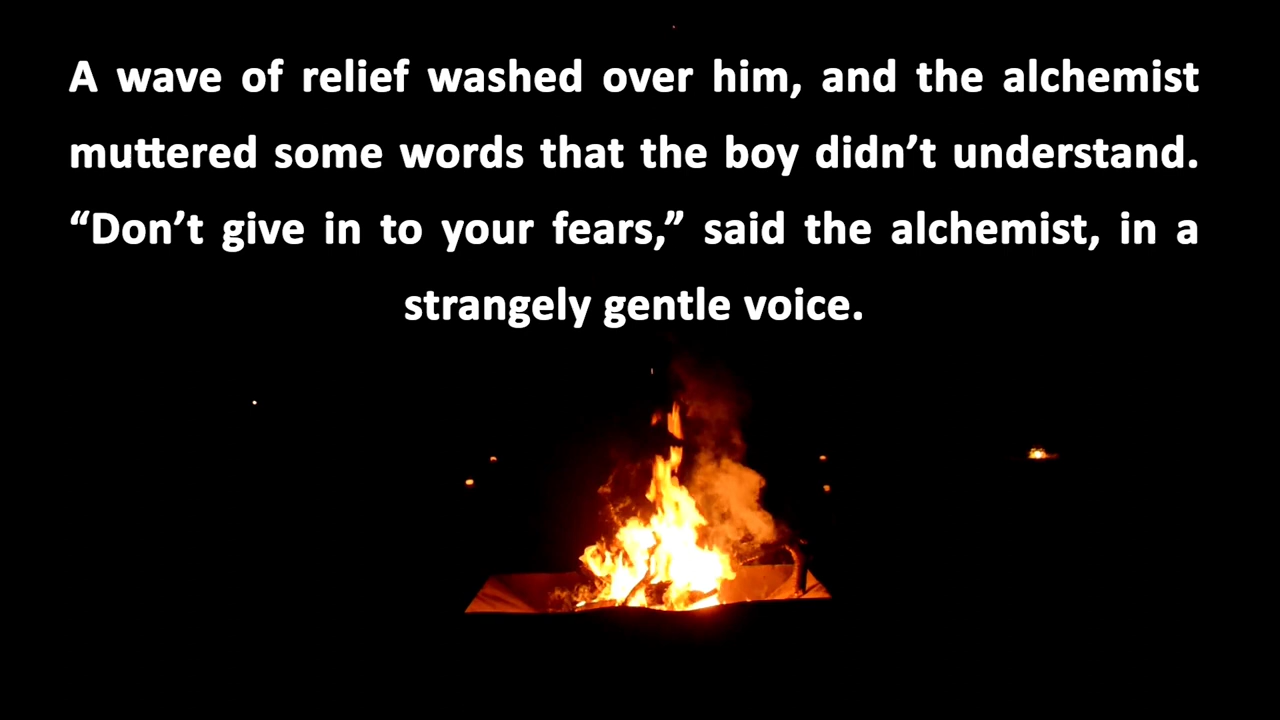 A wave of relief washed over him, and the alchemist
muttered some words that the boy didn’t understand.
“Don’t give in to your fears,” said the alchemist, in a
strangely gentle voice.